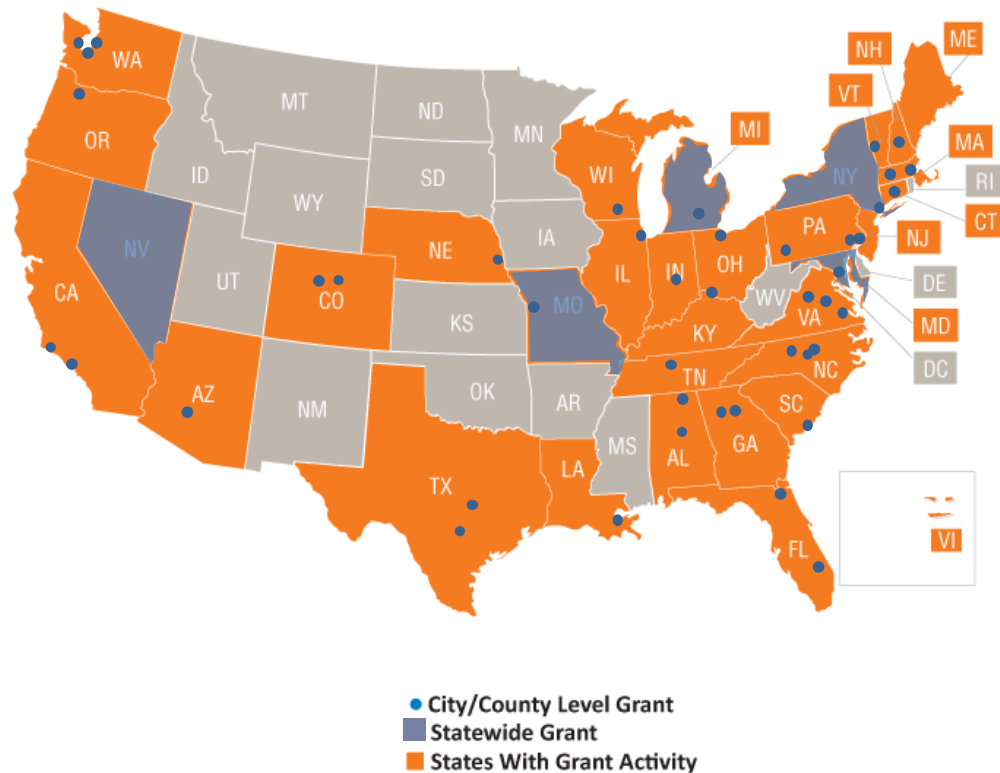 ME
NH
WA
VT
MT
ND
MN
MI
OR
MA
WI
ID
SD
NY
RI
WY
CT
PA
NJ
IA
NE
NV
OH
IL
IN
UT
DE
CA
CO
WV
MO
VA
MD
KS
KY
DC
NC
TN
AZ
OK
SC
NM
AR
MS
GA
AL
LA
TX
VI
FL
City/County Level Grant
Statewide Grant
States With Grant Activity